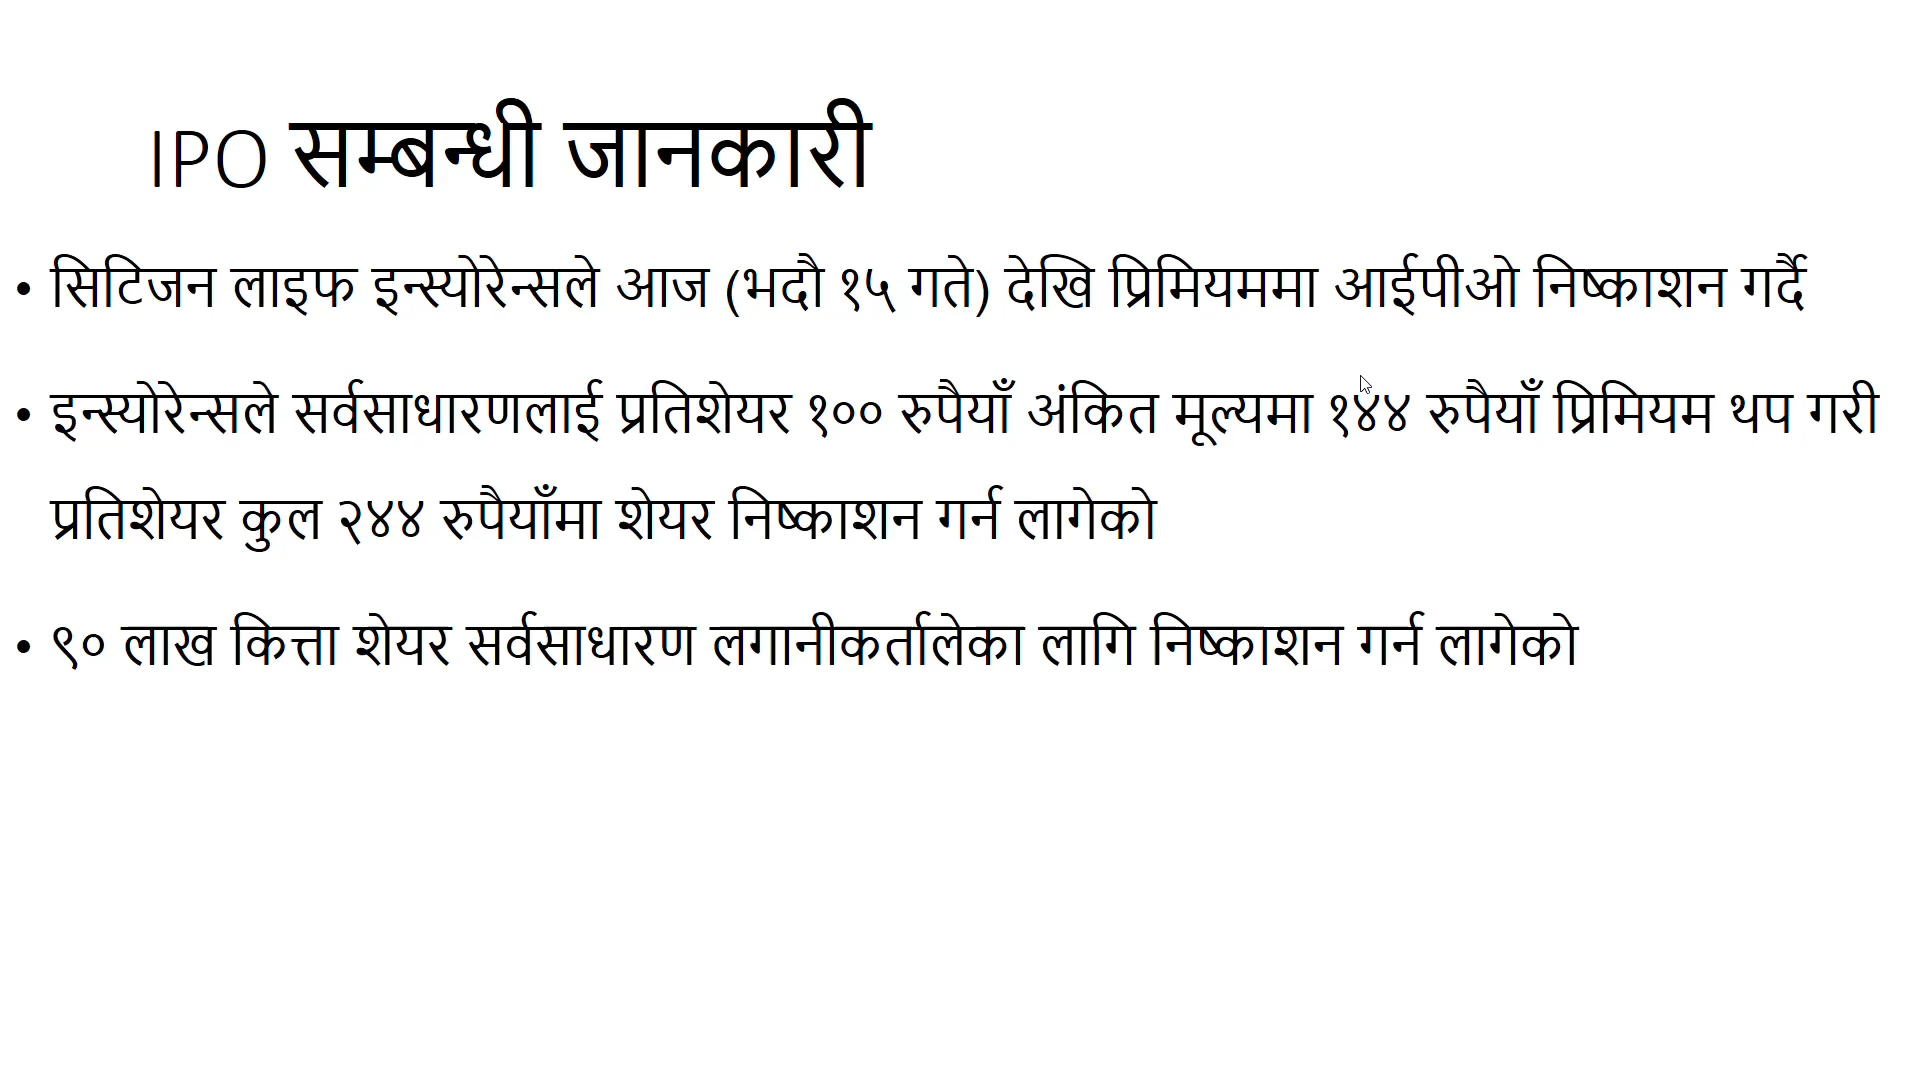 IPO सम्बन्धी जानकारी
• सिटिजन लाइफ इन्स्योरेन्सले आज (भदौ १५ गते) देखि प्रिमियममा आईपीओ निष्काशन गर्दै
• इन्स्योरेन्सले सर्वसाधारणलाई प्रतिशेयर १०० रुपैयाँ अंकित मूल्यमा १४४ रुपैयाँ प्रिमियम थप गरी
प्रतिशेयर कुल २४४ रुपैयाँमा शेयर निष्काशन गर्न लागेको
• ९० लाख कित्ता शेयर सर्वसाधारण लगानीकर्तालेका लागि निष्काशन गर्न लागेको